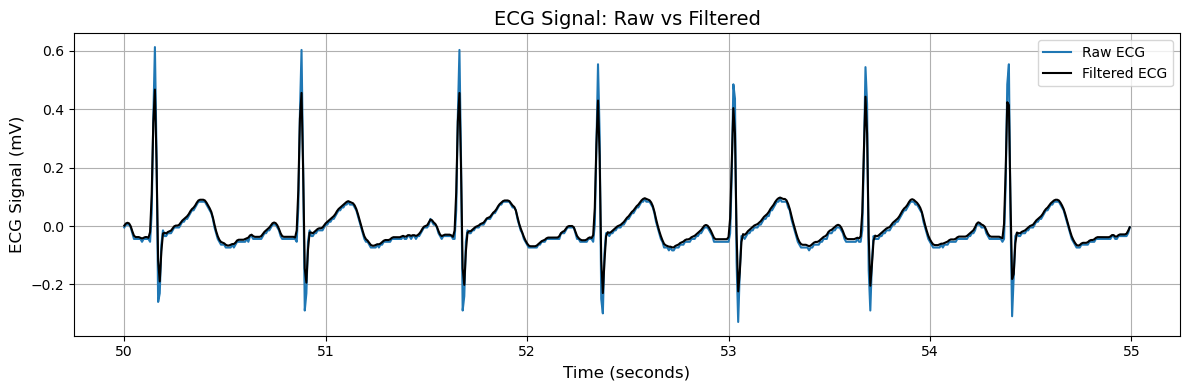 ECG Signal: Raw vs Filtered
Raw ECG
Filtered ECG
ECG Signal (mV)
0.6
0.4
0.2
0.0
−0.2
50
51
52
53
54
55
Time (seconds)